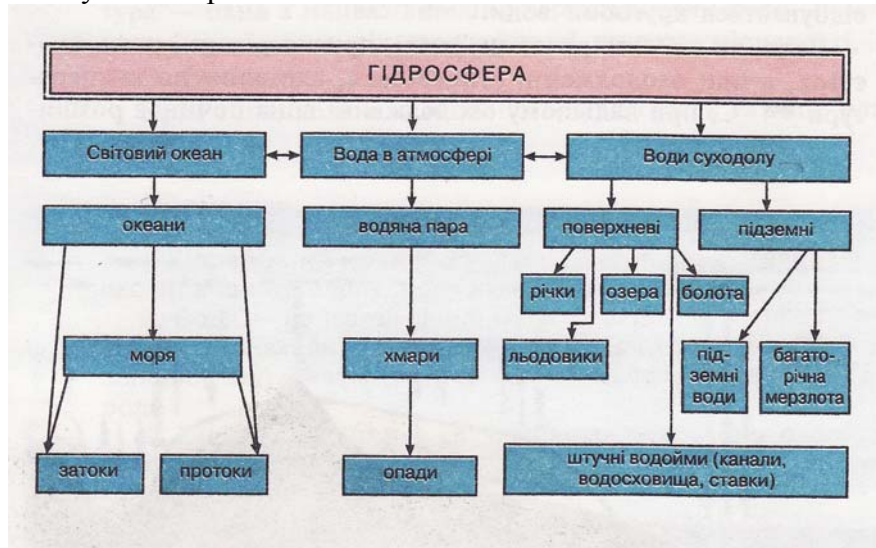 ГІДРОСФЕРА
Світовий океан
Вода в атмосфері
Води суходолу
океани
водяна пара
поверхневі
підземні
річки
озера
болота
моря
хмари
льодовики
під-
земні
води
багато-
річна
мерзлота
затоки
протоки
опади
штучні водойми (канали,
водосховища, ставки)